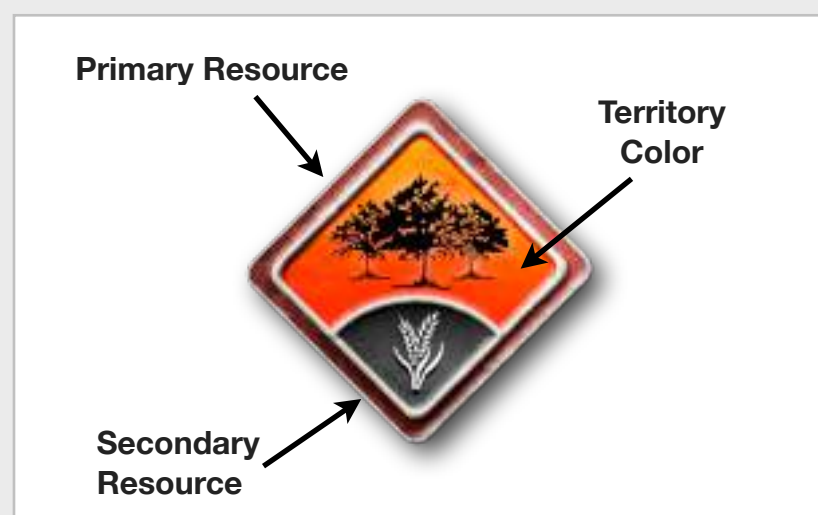 Primary Resource
Territory
Color
Secondary
Resource